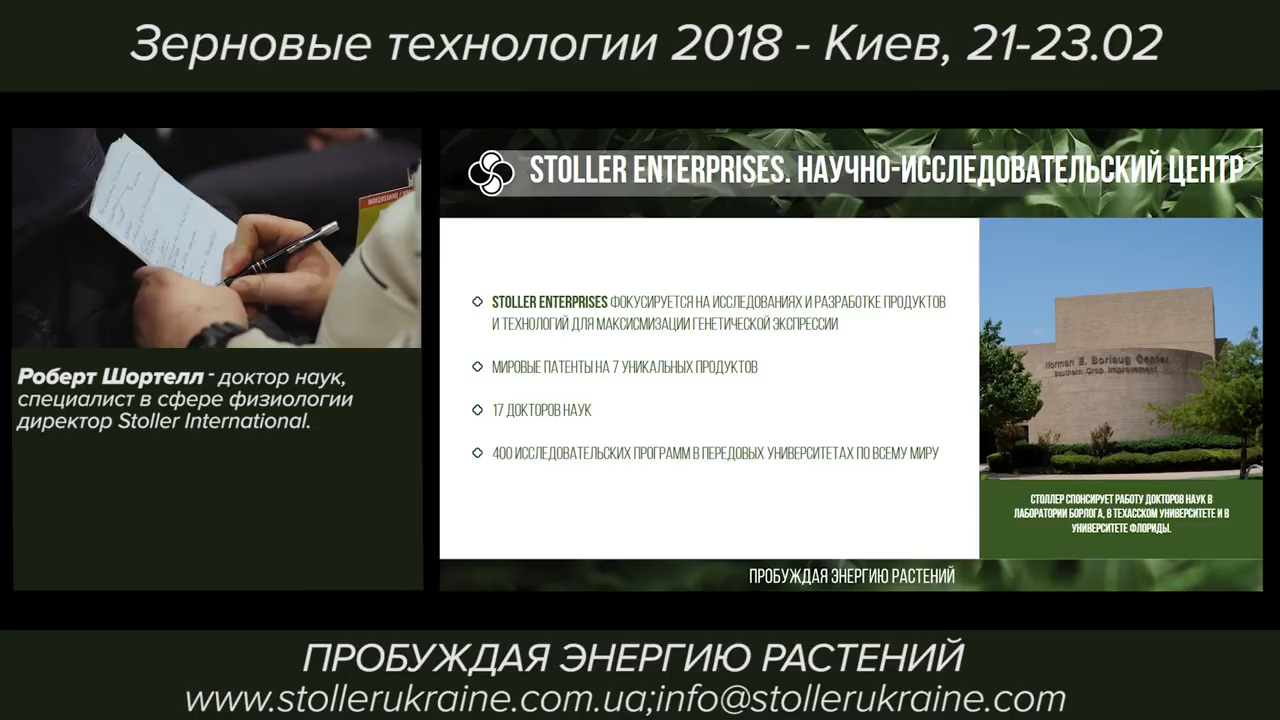 Зерновые технологии 2018 - Киев, 21-23.02
Роберт Шортелл - доктор наук,
специалист в сфере физиологии
директор Stoller International.
STOLLER ENTERPRISES. НАУЧНО-ИССЛЕДОВАТЕЛЬСКИЙ ЦЕНТР
STOLLER ENTERPRISES ФОКУСИРУЕТСЯ НА ИССЛЕДОВАНИЯХ И РАЗРАБОТКЕ ПРОДУКТОВ
И ТЕХНОЛОГИЙ ДЛЯ МАКСИСМИЗАЦИИ ГЕНЕТИЧЕСКОЙ ЭКСПРЕССИИ
МИРОВЫЕ ПАТЕНТЫ НА 7 УНИКАЛЬНЫХ ПРОДУКТОВ
17 ДОКТОРОВ НАУК
400 ИССЛЕДОВАТЕЛЬСКИХ ПРОГРАММ В ПЕРЕДОВЫХ УНИВЕРСИТЕТАХ ПО ВСЕМУ МИРУ
Norman E. Borlaug Center
Southern Crop Improvement
СТОЛЛЕР СПОНСИРУЕТ РАБОТУ ДОКТОРОВ НАУК В
ЛАБОРАТОРИИ БОРЛОГА, В ТЕХАССКОМ УНИВЕРСИТЕТЕ И В
УНИВЕРСИТЕТЕ ФЛОРИДЫ.
ПРОБУЖДАЯ ЭНЕРГИЮ РАСТЕНИЙ
ПРОБУЖДАЯ ЭНЕРГИЮ РАСТЕНИЙ
www.stollerukraine.com.ua;info@stollerukraine.com